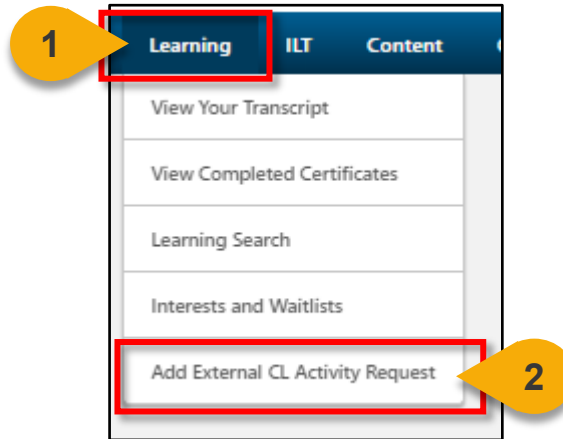 1
Learning ILT Content
View Your Transcript
View Completed Certificates
Learning Search
Interests and Waitlists
Add External CL Activity Request
2